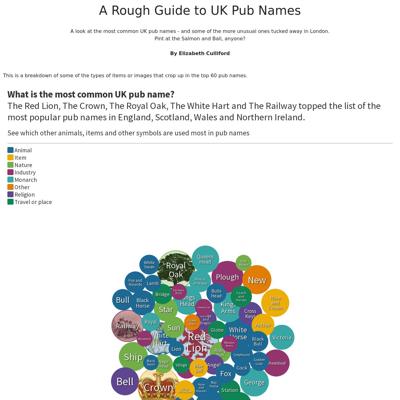 A Rough Guide to UK Pub Names
A look at the most common UK pub names - and some of the more unusual ones tucked away in London.
Pint at the Salmon and Ball, anyone?
By Elizabeth Culliford
This is a breakdown of some of the types of items or images that crop up in the top 60 pub names.
What is the most common UK pub name?
The Red Lion, The Crown, The Royal Oak, The White Hart and The Railway topped the list of the
most popular pub names in England, Scotland, Wales and Northern Ireland.
See which other animals, items and other symbols are used most in pub names
Animal
Item
Nature
Industry
Monarch
Other
Religion
Travel or place
Queens
Head
White
Swan
Royal
Oak
Plough
New
Lamb
Bridge
Bull
Black
Horse
Kings
Head
Bulls
Head
Kings
Arms
Cross
Keys
Star
Railway
Royal
Sun
Globe
White
Horse
Victoria
White
Hart
Red
Lion
Black
Bull
Ship
Lion
Angel
Fox
Swan
Bell
Crown
George
Station